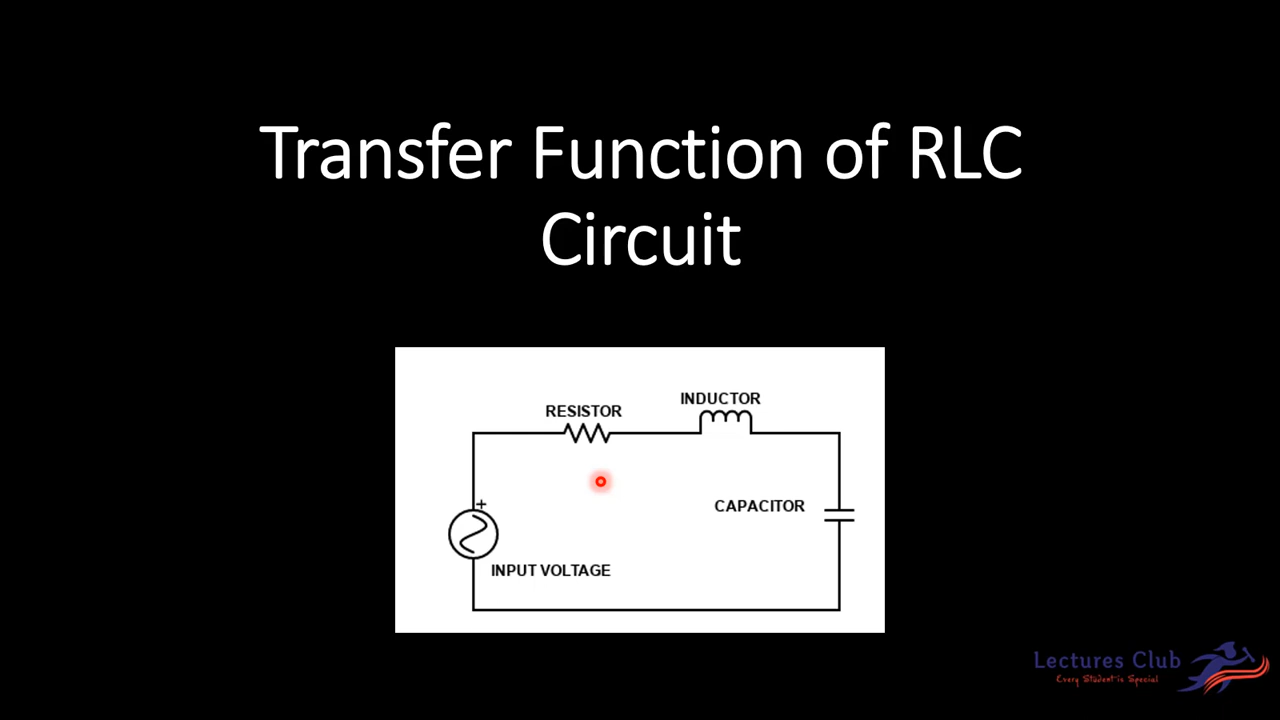 Transfer Function of RLC
Circuit
INDUCTOR
RESISTOR
CAPACITOR
+
INPUT VOLTAGE
Lectures Club
Every Student is Special